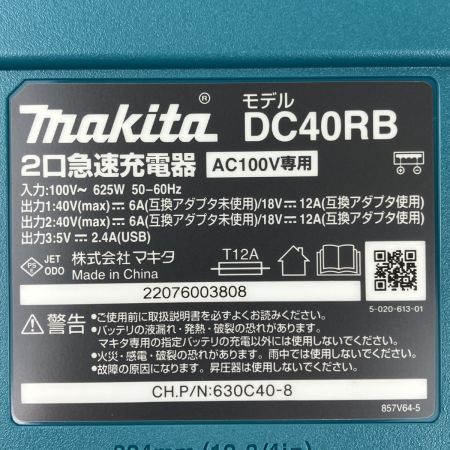 makita® モデル DC40RB
2口急速充電器 AC100V専用
入力:100V~ 625W 50-60Hz
出力1:40V(max)⎓6A(互換アダプタ未使用)/18V⎓12A(互換アダプタ使用)
出力2:40V(max)⎓6A(互換アダプタ未使用)/18V⎓12A(互換アダプタ使用)
出力3:5V⎓2.4A(USB)
PS E JET ODO 株式会社マキタ Made in China T12A
22076003808
5-020-613-01
警告
●ご使用前に取扱説明書を必ずよくお読みください。
●バッテリの液漏れ・発熱・破裂の恐れがあります。
マキタ専用の指定バッテリの充電以外には使用しないでください。
●火災・感電・破裂の恐れがあります。雨中では使用しないでください。
●故障の原因になります。昇圧器は使用しないでください。
CH.P/N:630C40-8
857V64-5